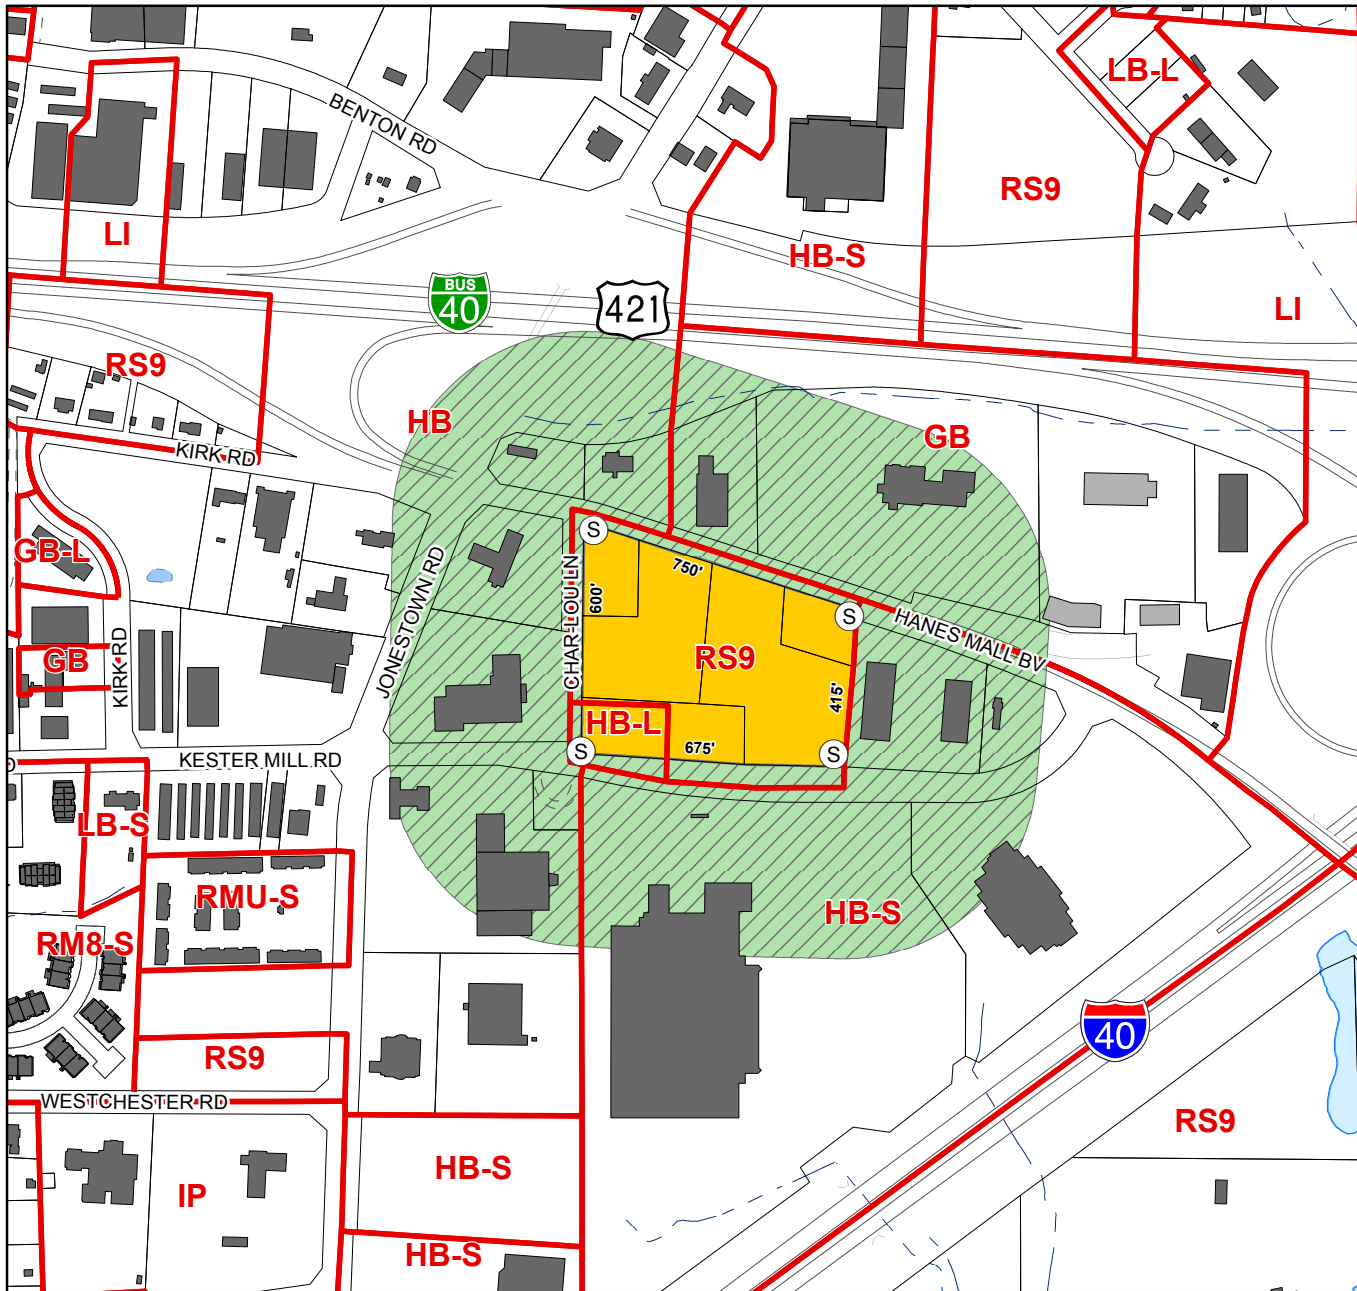 LB-L
BENTON RD
RS9
LI
HB-S
BUS
40
421
LI
RS9
HB
GB
KIRK RD
GB-L
S
750'
CHAR-LOU LN
600'
JONESTOWN RD
S
HANES MALL BV
RS9
GB
KIRK RD
415'
HB-L
675'
S
S
KESTER MILL RD
D
LB-S
RMU-S
HB-S
RM8-S
40
RS9
WESTCHESTER RD
RS9
HB-S
IP
HB-S